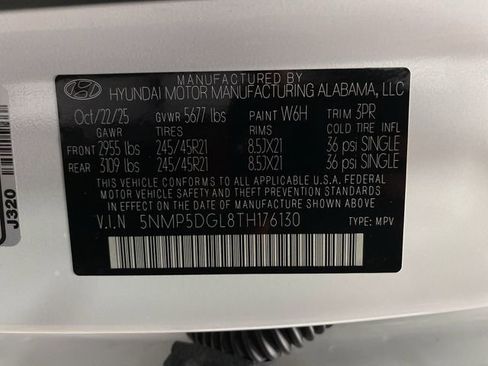 MANUFACTURED BY
HYUNDAI MOTOR MANUFACTURING ALABAMA, LLC
Oct/22/25 GVWR 5677 lbs PAINT W6H TRIM 3PR
GAWR TIRES RIMS COLD TIRE INFL
FRONT 2955 lbs 245/45R21 8.5JX21 36 psi SINGLE
REAR 3109 lbs 245/45R21 8.5JX21 36 psi SINGLE
THIS VEHICLE CONFORMS TO ALL APPLICABLE U.S.A. FEDERAL
MOTOR VEHICLE SAFETY AND THEFT PREVENTION STANDARDS
IN EFFECT ON THE DATE OF MANUFACTURE SHOWN ABOVE.
V.I.N 5NMP5DGL8TH176130 TYPE: MPV
J320